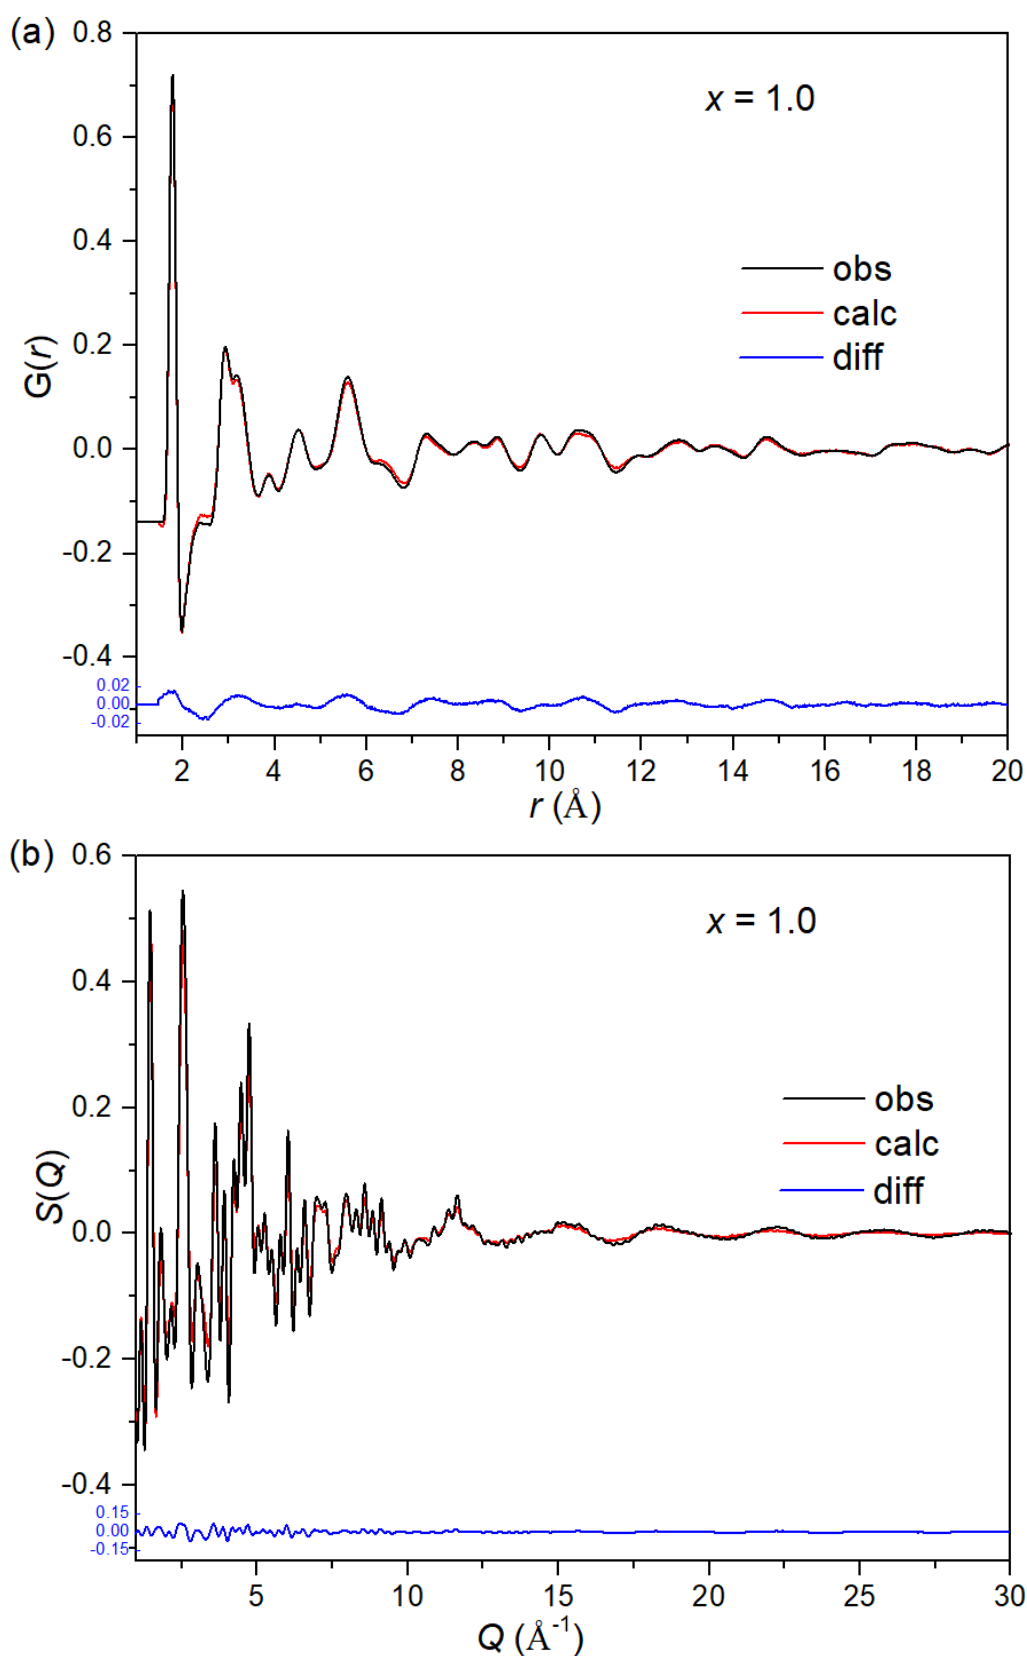 (a)
0.8
0.6
0.4
0.2
0.0
-0.2
-0.4
G(r)
x = 1.0
obs
calc
diff
0.02
0.00
-0.02
2 4 6 8 10 12 14 16 18 20
r (Å)
(b)
0.6
0.4
0.2
0.0
-0.2
-0.4
S(Q)
x = 1.0
obs
calc
diff
0.15
0.00
-0.15
5 10 15 20 25 30
Q (Å⁻¹)